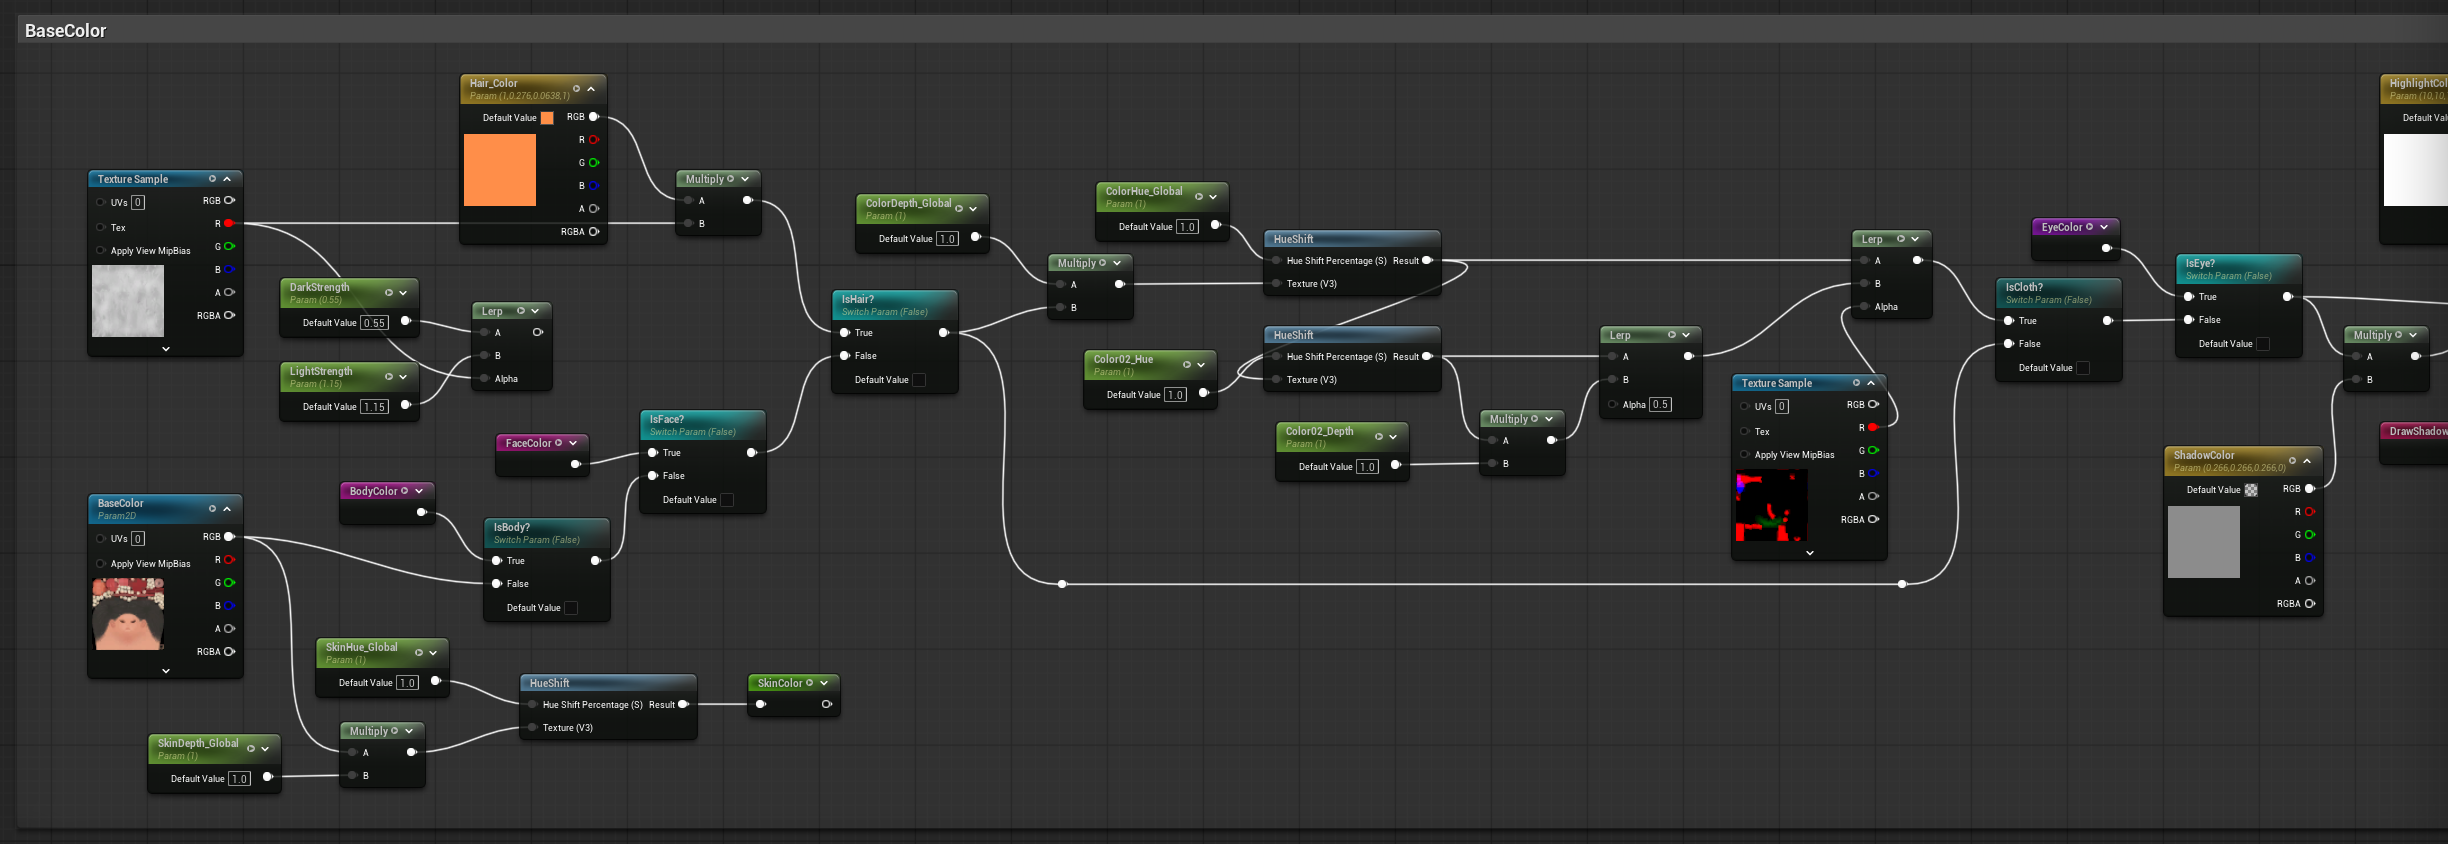 BaseColor
Hair_Color
Param (1,0.276,0.0638,1)
Default Value
RGB
R
G
B
A
RGBA
Texture Sample
UVs 0
Tex
Apply View MipBias
RGB
R
G
B
A
RGBA
Multiply
A
B
DarkStrength
Param (0.55)
Default Value 0.55
LightStrength
Param (1.15)
Default Value 1.15
Lerp
A
B
Alpha
BaseColor
Param2D
UVs 0
Apply View MipBias
RGB
R
G
B
A
RGBA
BodyColor
IsBody?
Switch Param (False)
True
False
Default Value
FaceColor
IsFace?
Switch Param (False)
True
False
Default Value
IsHair?
Switch Param (False)
True
False
Default Value
SkinHue_Global
Param (1)
Default Value 1.0
SkinDepth_Global
Param (1)
Default Value 1.0
Multiply
A
B
HueShift
Hue Shift Percentage (S) Result
Texture (V3)
SkinColor
ColorDepth_Global
Param (1)
Default Value 1.0
Multiply
A
B
ColorHue_Global
Param (1)
Default Value 1.0
HueShift
Hue Shift Percentage (S) Result
Texture (V3)
Color02_Hue
Param (1)
Default Value 1.0
HueShift
Hue Shift Percentage (S) Result
Texture (V3)
Color02_Depth
Param (1)
Default Value 1.0
Multiply
A
B
Lerp
A
B
Alpha 0.5
Texture Sample
UVs 0
Tex
Apply View MipBias
RGB
R
G
B
A
RGBA
Lerp
A
B
Alpha
IsCloth?
Switch Param (False)
True
False
Default Value
EyeColor
IsEye?
Switch Param (False)
True
False
Default Value
Multiply
A
B
ShadowColor
Param (0.266,0.266,0.266,0)
Default Value
RGB
R
G
B
A
RGBA
HighlightCol
Param (10,10,
Default Valu
DrawShadow